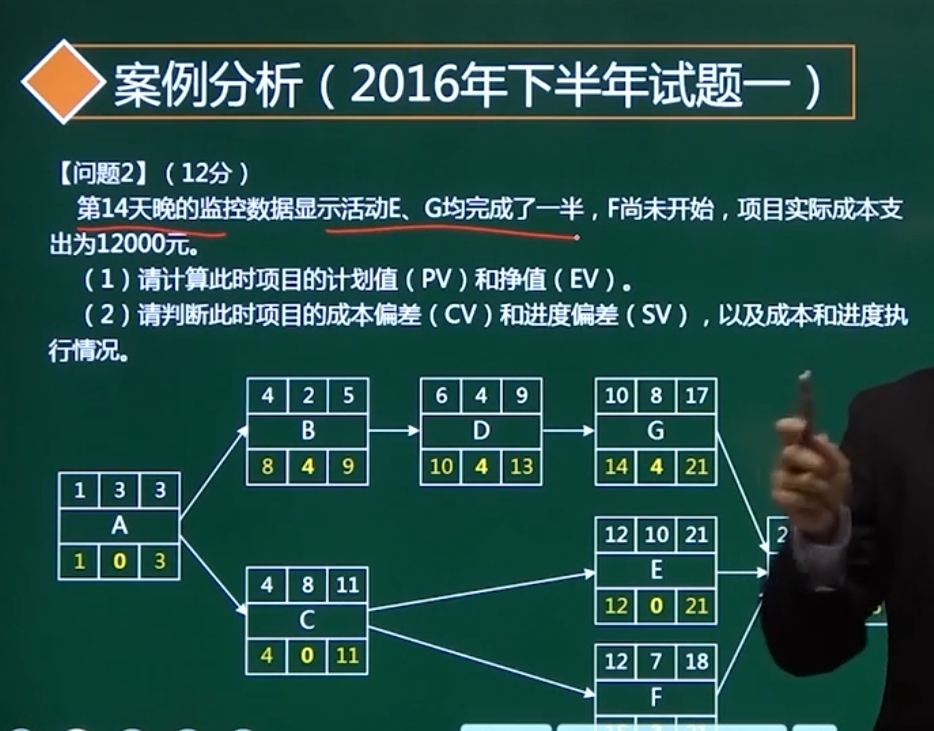 案例分析（2016年下半年试题一）
【问题2】（12分）
第14天晚的监控数据显示活动E、G均完成了一半，F尚未开始，项目实际成本支
出为12000元。
（1）请计算此时项目的计划值（PV）和挣值（EV）。
（2）请判断此时项目的成本偏差（CV）和进度偏差（SV），以及成本和进度执
行情况。
4 2 5
B
8 4 9
6 4 9
D
10 4 13
10 8 17
G
14 4 21
1 3 3
A
1 0 3
4 8 11
C
4 0 11
12 10 21
E
12 0 21
12 7 18
F
2